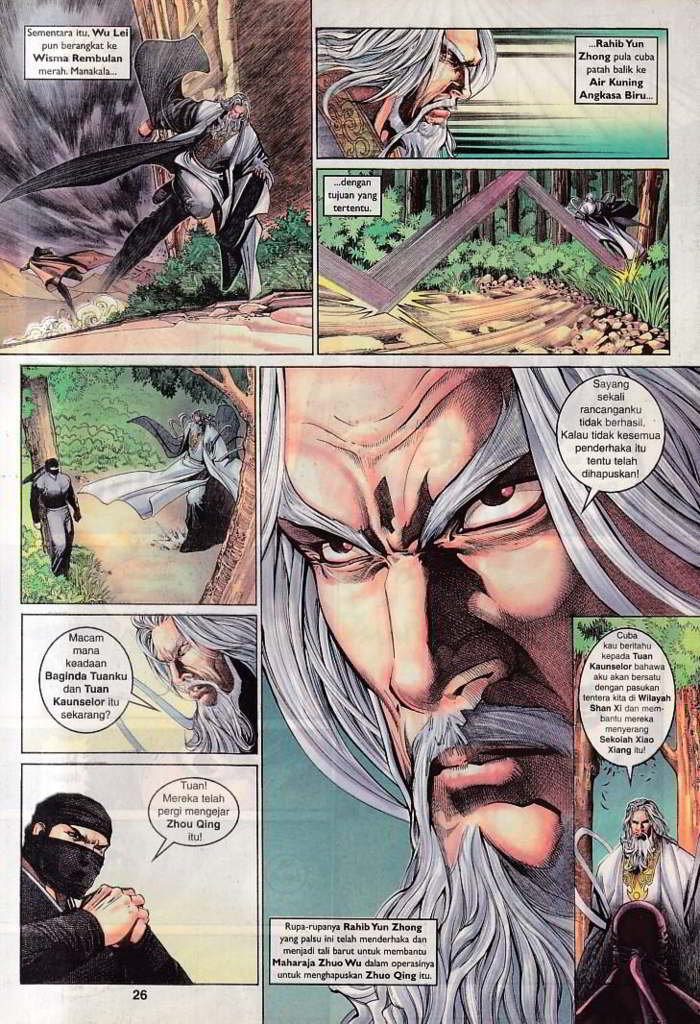 Sementara itu, Wu Lei
pun berangkat ke
Wisma Rembulan
merah. Manakala...
...Rahib Yun
Zhong pula cuba
patah balik ke
Air Kuning
Angkasa Biru...
...dengan
tujuan yang
tertentu.
Sayang
sekali
rancanganku
tidak berhasil.
Kalau tidak kesemua
penderhaka itu
tentu telah
dihapuskan!
Macam
mana
keadaan
Baginda Tuanku
dan Tuan
Kaunselor itu
sekarang?
Tuan!
Mereka telah
pergi mengejar
Zhou Qing
itu!
Cuba
kau beritahu
kepada Tuan
Kaunselor bahawa
aku akan bersatu
dengan pasukan
tentera kita di Wilayah
Shan Xi dan mem-
bantu mereka
menyerang
Sekolah Xiao
Xiang itu!
Rupa-rupanya Rahib Yun Zhong
yang palsu ini telah menderhaka dan
menjadi tali barut untuk membantu
Maharaja Zhuo Wu dalam operasinya
untuk menghapuskan Zhuo Qing itu.
26